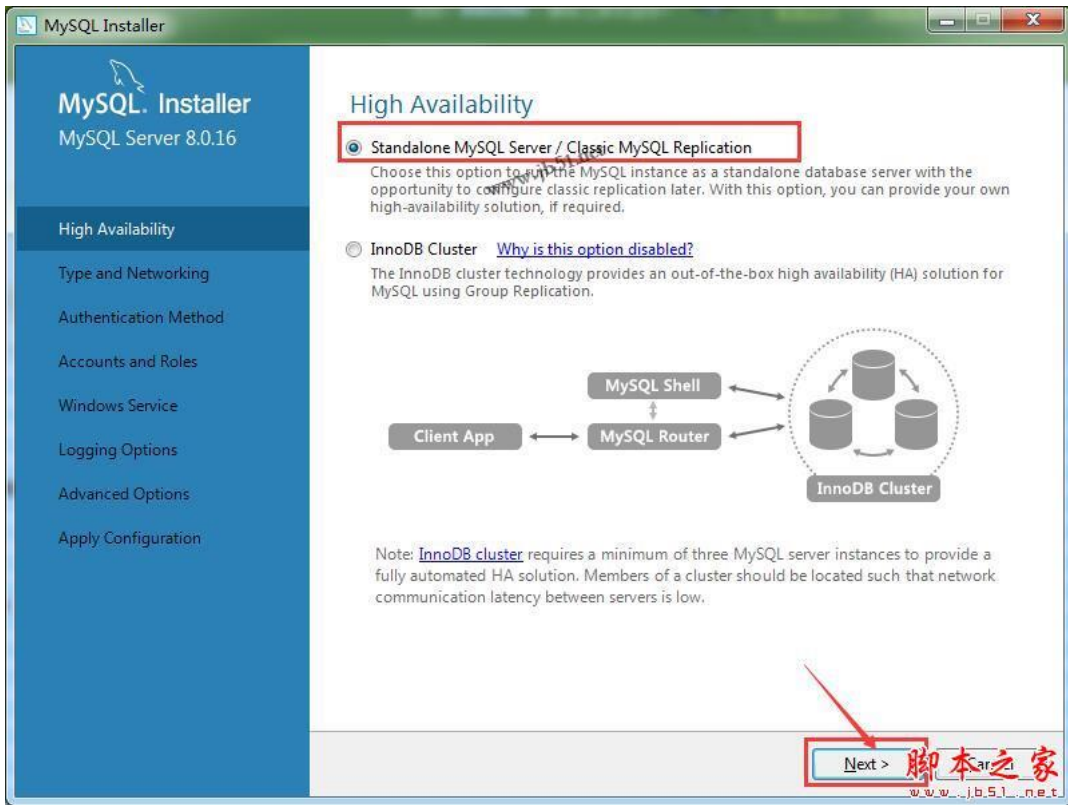 MySQL Installer
MySQL. Installer
MySQL Server 8.0.16
High Availability
Type and Networking
Authentication Method
Accounts and Roles
Windows Service
Logging Options
Advanced Options
Apply Configuration
High Availability
Standalone MySQL Server / Classic MySQL Replication
Choose this option to run the MySQL instance as a standalone database server with the
opportunity to configure classic replication later. With this option, you can provide your own
high-availability solution, if required.
www.jb51.net
InnoDB Cluster Why is this option disabled?
The InnoDB cluster technology provides an out-of-the-box high availability (HA) solution for
MySQL using Group Replication.
MySQL Shell
Client App
MySQL Router
InnoDB Cluster
Note: InnoDB cluster requires a minimum of three MySQL server instances to provide a
fully automated HA solution. Members of a cluster should be located such that network
communication latency between servers is low.
Next >
脚本之家
www.jb51.net